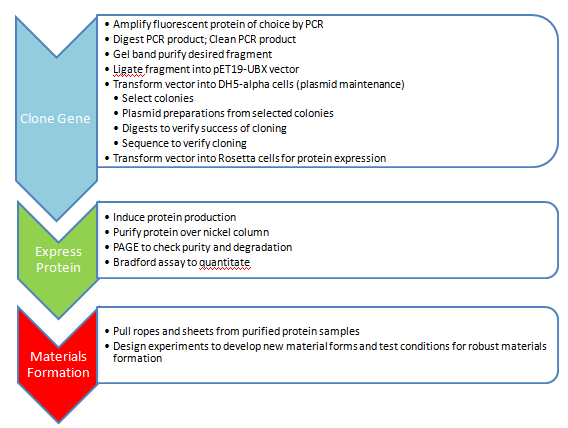 Clone Gene
• Amplify fluorescent protein of choice by PCR
• Digest PCR product; Clean PCR product
• Gel band purify desired fragment
• Ligate fragment into pET19-UBX vector
• Transform vector into DH5-alpha cells (plasmid maintenance)
• Select colonies
• Plasmid preparations from selected colonies
• Digests to verify success of cloning
• Sequence to verify cloning
• Transform vector into Rosetta cells for protein expression
Express
Protein
• Induce protein production
• Purify protein over nickel column
• PAGE to check purity and degradation
• Bradford assay to quantitate
Materials
Formation
• Pull ropes and sheets from purified protein samples
• Design experiments to develop new material forms and test conditions for robust materials
formation